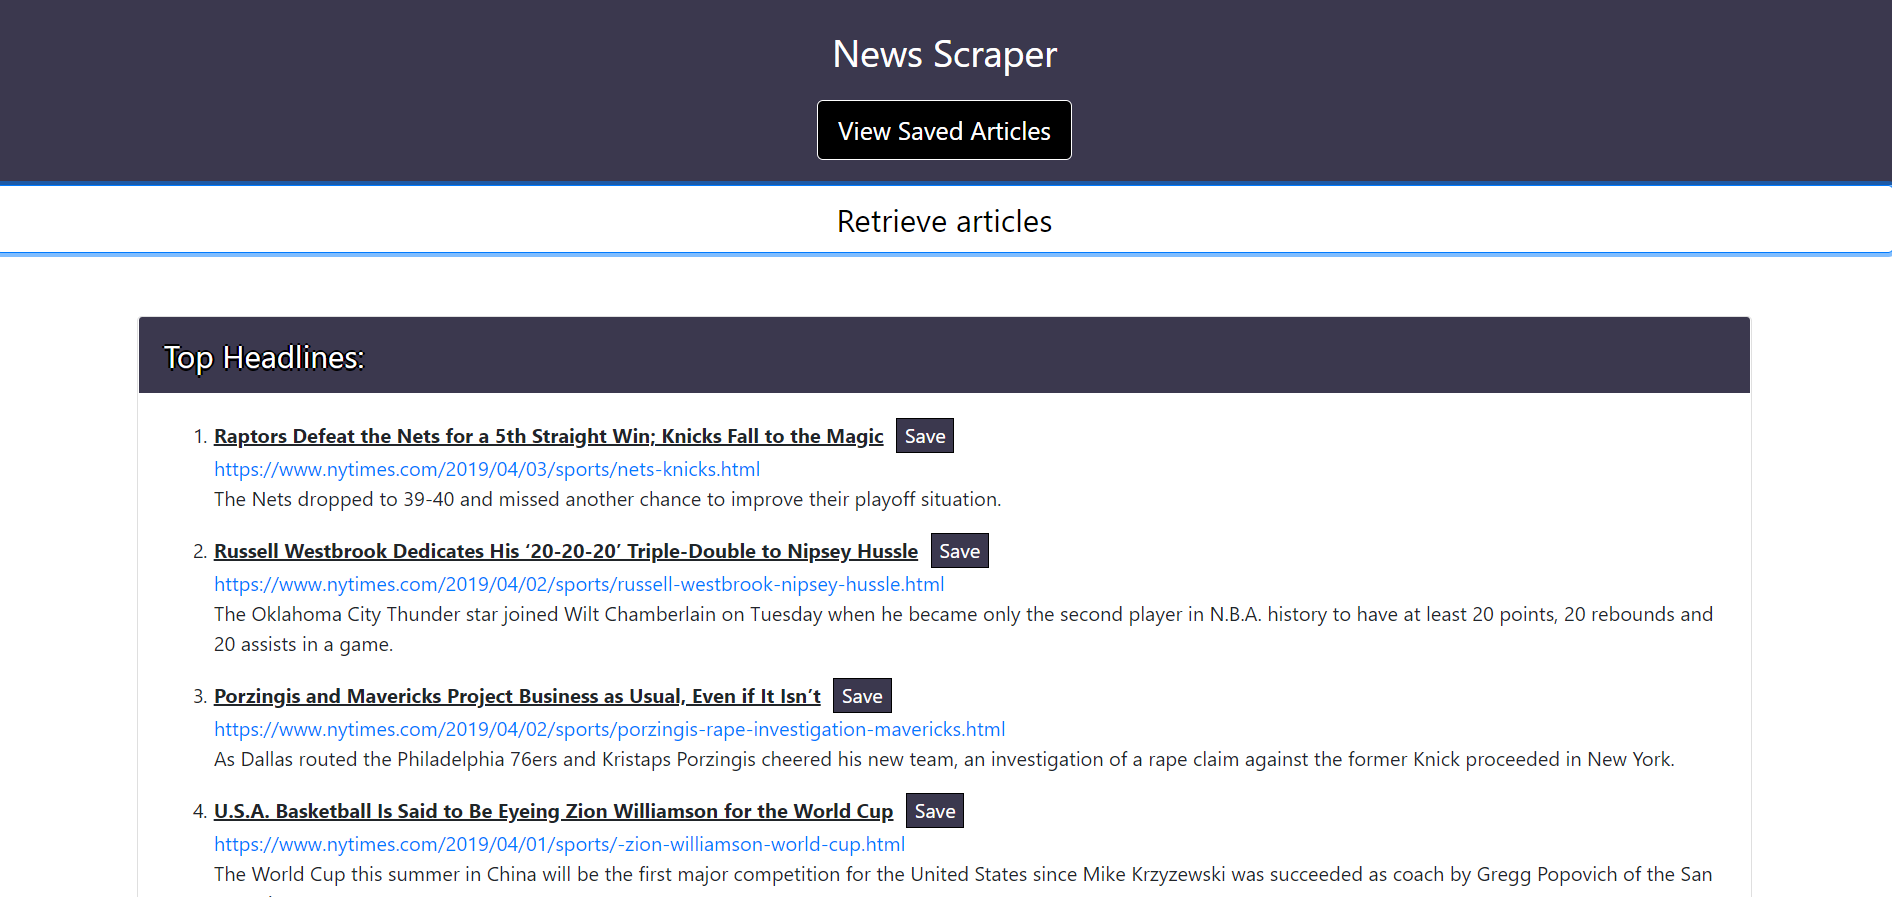 News Scraper
View Saved Articles
Retrieve articles
Top Headlines:
1. Raptors Defeat the Nets for a 5th Straight Win; Knicks Fall to the Magic Save
https://www.nytimes.com/2019/04/03/sports/nets-knicks.html
The Nets dropped to 39-40 and missed another chance to improve their playoff situation.
2. Russell Westbrook Dedicates His ‘20-20-20’ Triple-Double to Nipsey Hussle Save
https://www.nytimes.com/2019/04/02/sports/russell-westbrook-nipsey-hussle.html
The Oklahoma City Thunder star joined Wilt Chamberlain on Tuesday when he became only the second player in N.B.A. history to have at least 20 points, 20 rebounds and
20 assists in a game.
3. Porzingis and Mavericks Project Business as Usual, Even if It Isn’t Save
https://www.nytimes.com/2019/04/02/sports/porzingis-rape-investigation-mavericks.html
As Dallas routed the Philadelphia 76ers and Kristaps Porzingis cheered his new team, an investigation of a rape claim against the former Knick proceeded in New York.
4. U.S.A. Basketball Is Said to Be Eyeing Zion Williamson for the World Cup Save
https://www.nytimes.com/2019/04/01/sports/-zion-williamson-world-cup.html
The World Cup this summer in China will be the first major competition for the United States since Mike Krzyzewski was succeeded as coach by Gregg Popovich of the San